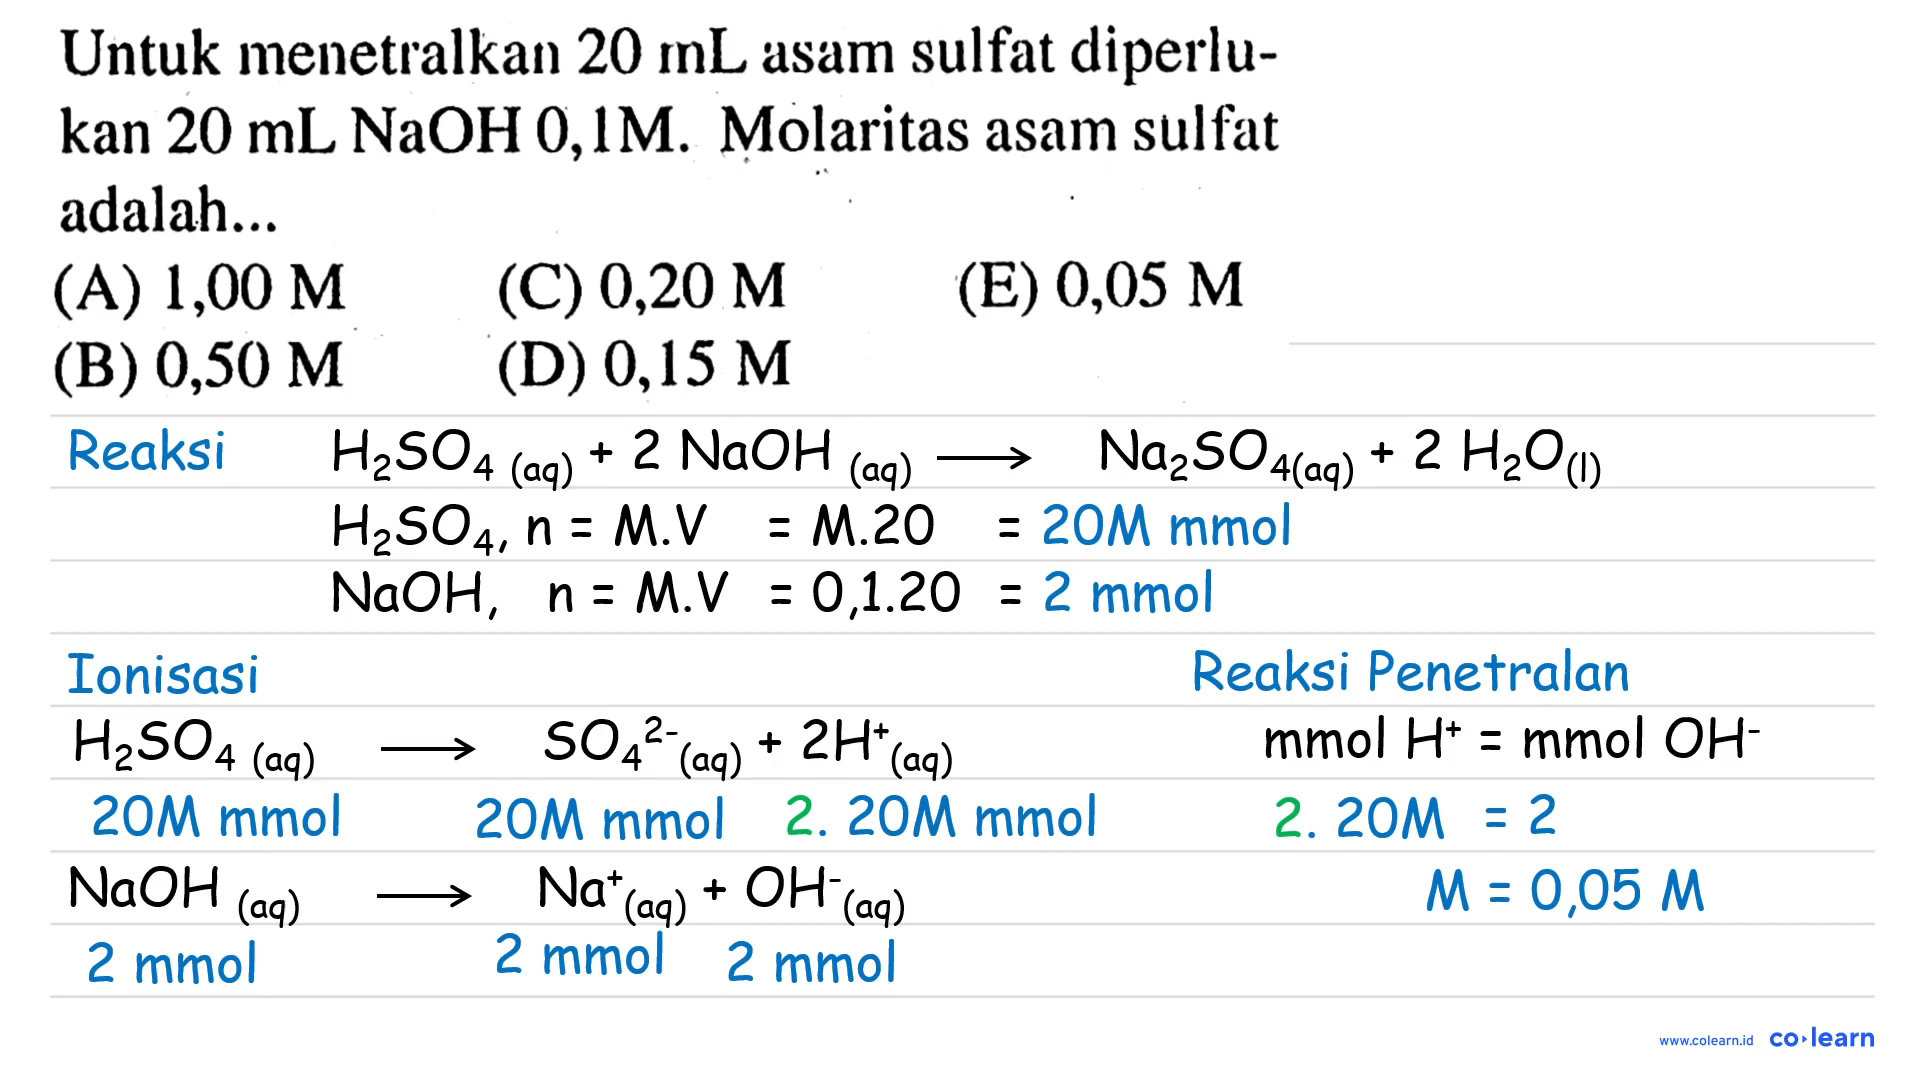 Untuk menetralkan 20 mL asam sulfat diperlu-
kan 20 mL NaOH 0,1M. Molaritas asam sulfat
adalah...
(A) 1,00 M (C) 0,20 M (E) 0,05 M
(B) 0,50 M (D) 0,15 M
Reaksi H₂SO₄ (aq) + 2 NaOH (aq) ⟶ Na₂SO₄(aq) + 2 H₂O(l)
H₂SO₄, n = M.V = M.20 = 20M mmol
NaOH, n = M.V = 0,1.20 = 2 mmol
Ionisasi Reaksi Penetralan
H₂SO₄ (aq) ⟶ SO₄²⁻(aq) + 2H⁺(aq) mmol H⁺ = mmol OH⁻
20M mmol 20M mmol 2. 20M mmol 2. 20M = 2
NaOH (aq) ⟶ Na⁺(aq) + OH⁻(aq) M = 0,05 M
2 mmol 2 mmol 2 mmol
www.colearn.id co learn